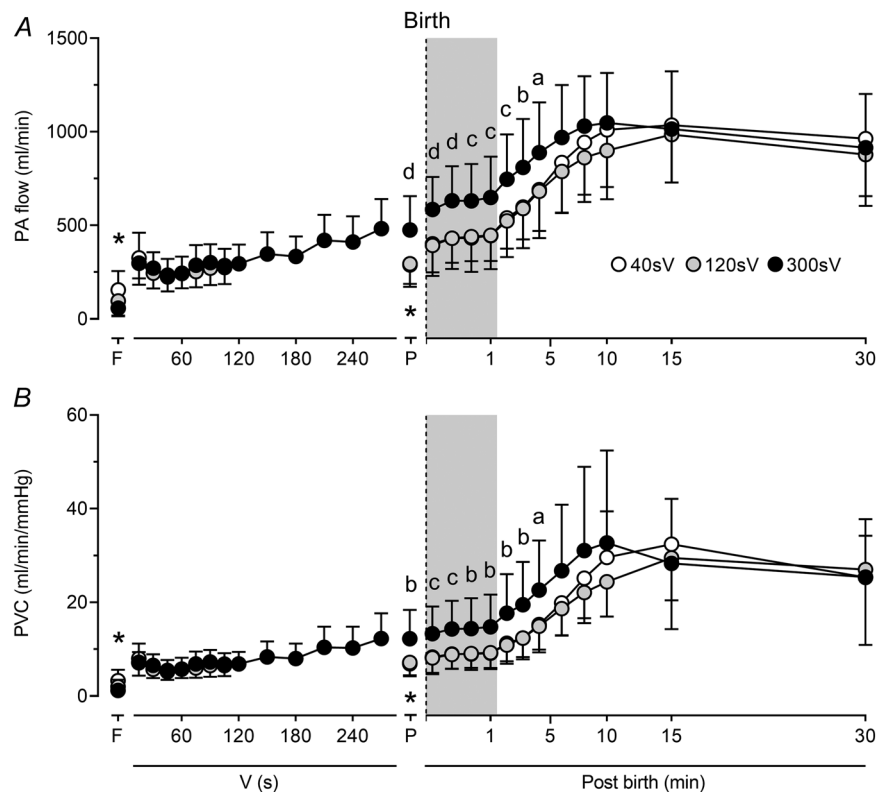 A
Birth
1500
1000
500
0
PA flow (ml/min)
*
d
d
d
d
c
c
c
b
a
*
40sV 120sV 300sV
F 60 120 180 240 P 1 5 10 15 30
B
60
40
20
0
PVC (ml/min/mmHg)
*
b
c
c
b
b
b
b
a
*
F 60 120 180 240 P 1 5 10 15 30
V (s) Post birth (min)